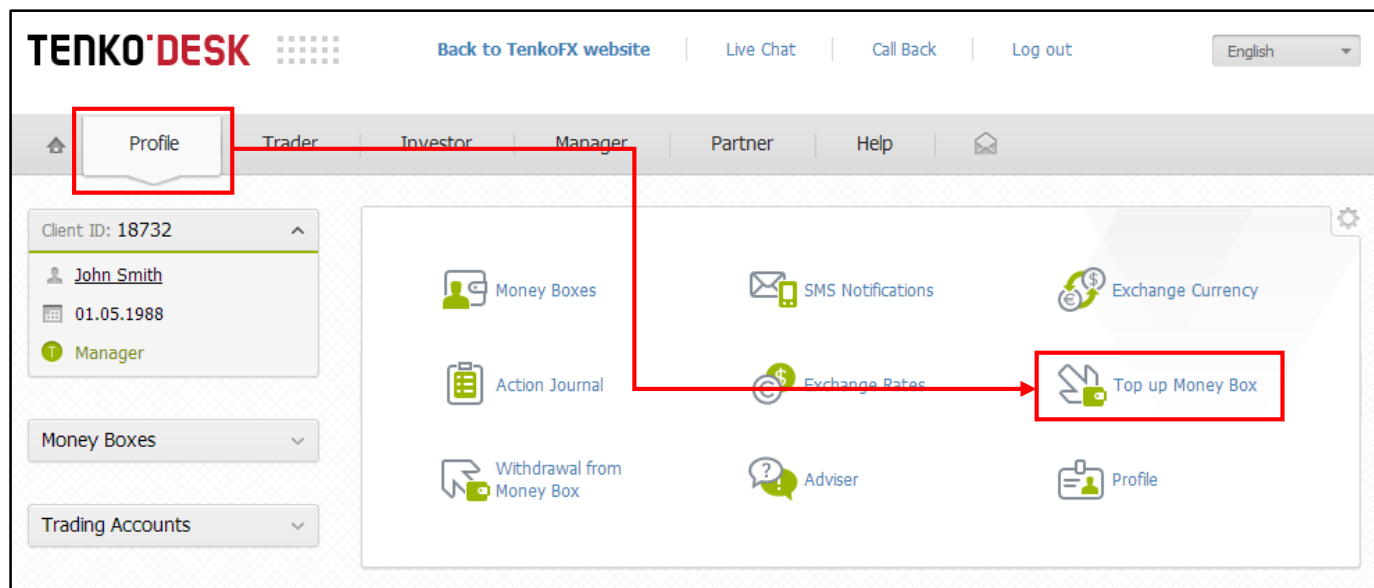 TENKO'DESK
Back to TenkoFX website
Live Chat
Call Back
Log out
English
Profile
Trader
Investor
Manager
Partner
Help
Client ID: 18732
John Smith
01.05.1988
T
Manager
Money Boxes
Trading Accounts
Money Boxes
SMS Notifications
Exchange Currency
Action Journal
Exchange Rates
Top up Money Box
Withdrawal from
Money Box
Adviser
Profile